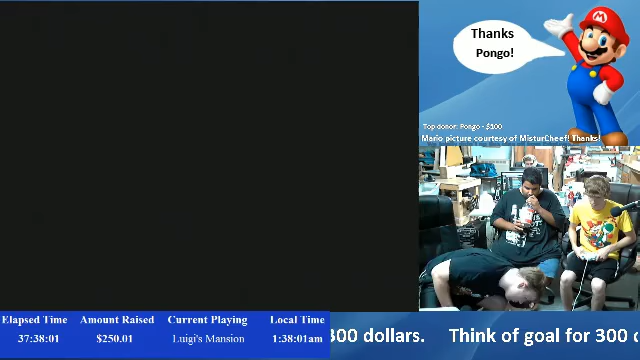 Thanks
Pongo!
Top donor: Pongo - $100
Mario picture courtesy of MisturCheef! Thanks!
Elapsed Time Amount Raised Current Playing Local Time
37:38:01 $250.01 Luigi's Mansion 1:38:01am
300 dollars. Think of goal for 300